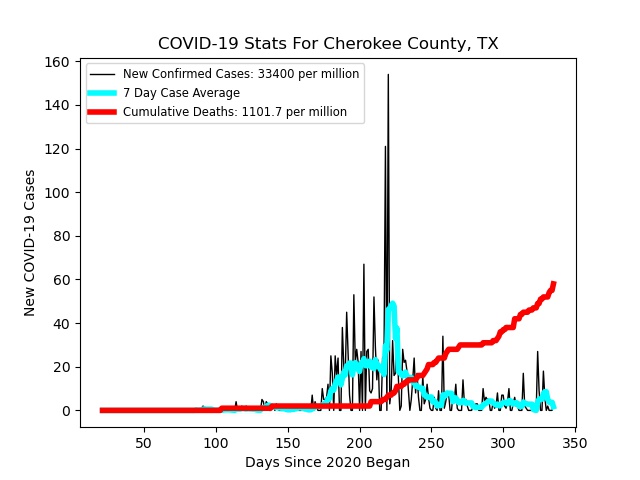 COVID-19 Stats For Cherokee County, TX
New Confirmed Cases: 33400 per million
7 Day Case Average
Cumulative Deaths: 1101.7 per million
New COVID-19 Cases
160
140
120
100
80
60
40
20
0
50 100 150 200 250 300 350
Days Since 2020 Began